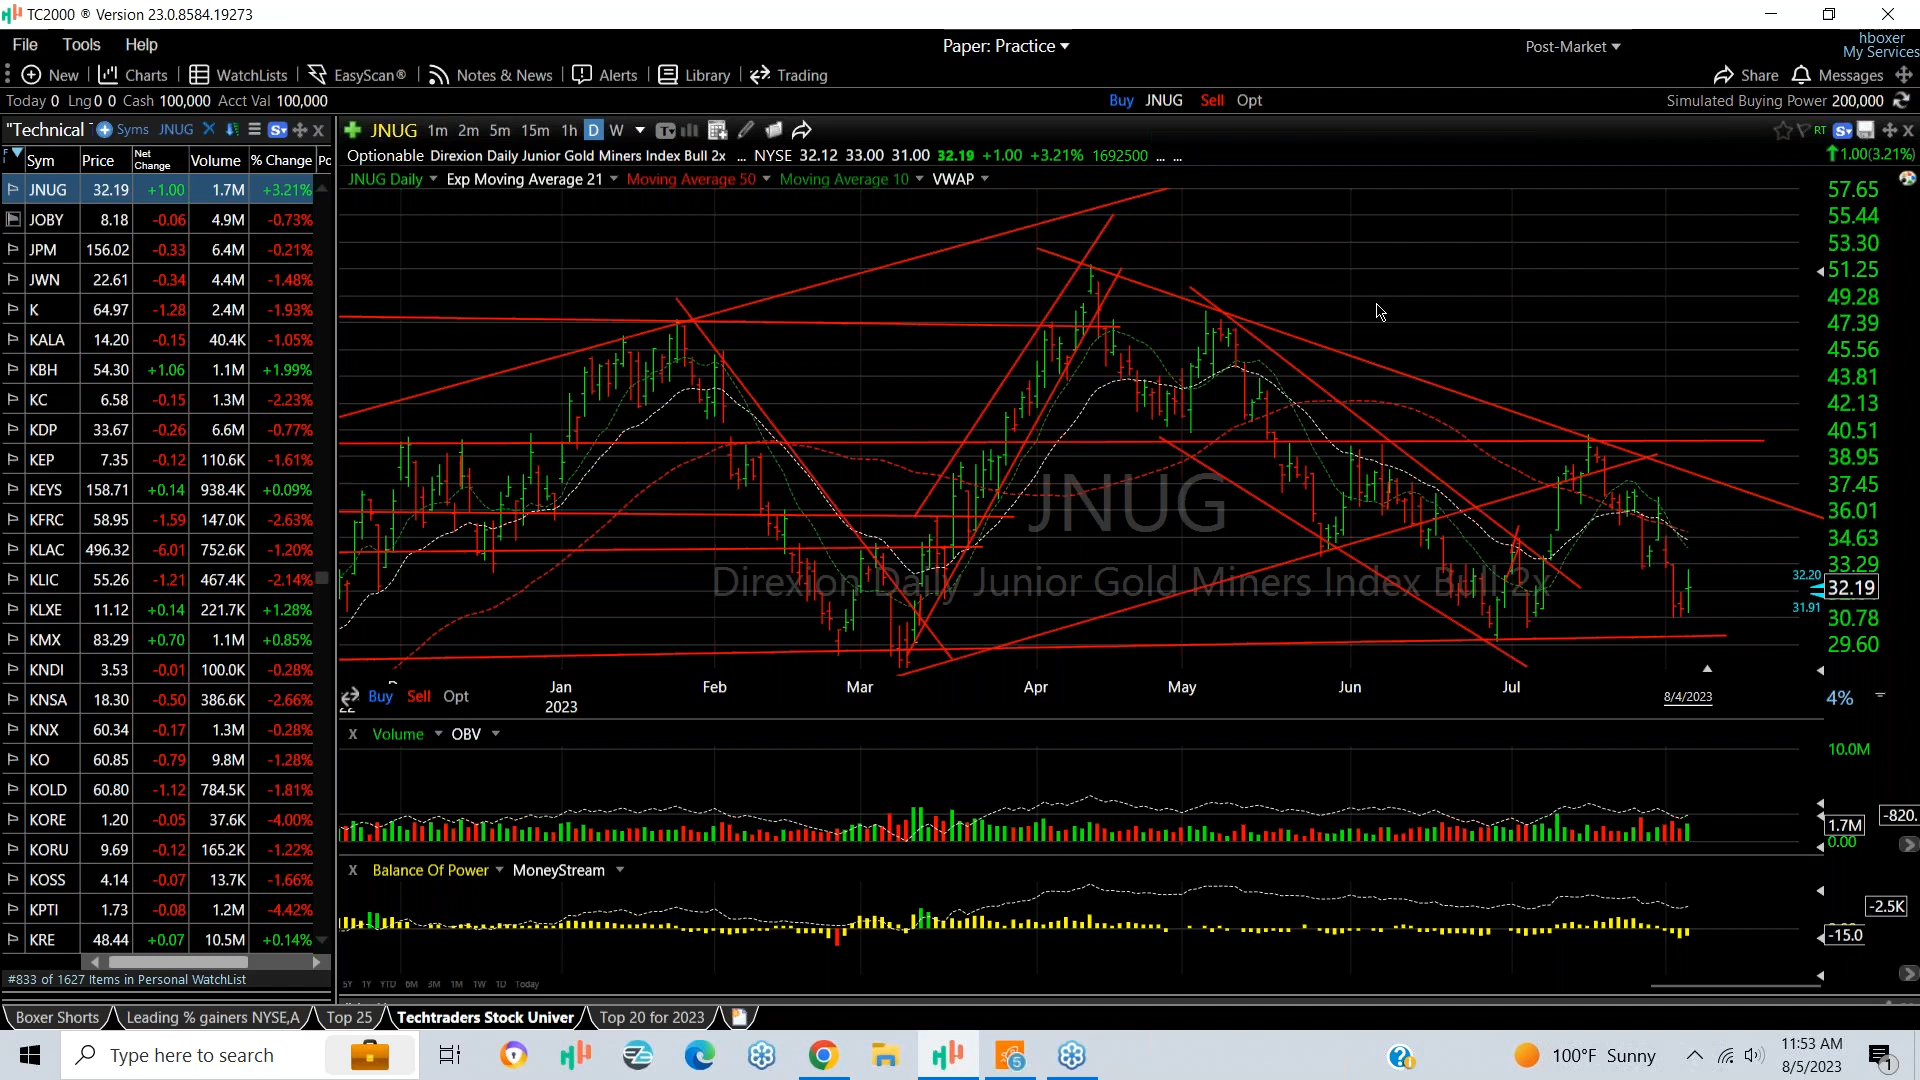 TC2000 ® Version 23.0.8584.19273
File Tools Help
Paper: Practice
Post-Market
hboxer
My Services
New Charts WatchLists EasyScan® Notes & News Alerts Library Trading
Share Messages
Today 0 Lng 0 0 Cash 100,000 Acct Val 100,000
Buy JNUG Sell Opt
Simulated Buying Power 200,000
"Technical Syms JNUG
JNUG 1m 2m 5m 15m 1h D W
RT
Sym Price Net Change Volume % Change Pc
Optionable Direxion Daily Junior Gold Miners Index Bull 2x ... NYSE 32.12 33.00 31.00 32.19 +1.00 +3.21% 1692500 ... ...
1.00(3.21%)
JNUG Daily Exp Moving Average 21 Moving Average 50 Moving Average 10 VWAP
JNUG 32.19 +1.00 1.7M +3.21%
JOBY 8.18 -0.06 4.9M -0.73%
JPM 156.02 -0.33 6.4M -0.21%
JWN 22.61 -0.34 4.4M -1.48%
K 64.97 -1.28 2.4M -1.93%
KALA 14.20 -0.15 40.4K -1.05%
KBH 54.30 +1.06 1.1M +1.99%
KC 6.58 -0.15 1.3M -2.23%
KDP 33.67 -0.26 6.6M -0.77%
KEP 7.35 -0.12 110.6K -1.61%
KEYS 158.71 +0.14 938.4K +0.09%
KFRC 58.95 -1.59 147.0K -2.63%
KLAC 496.32 -6.01 752.6K -1.20%
KLIC 55.26 -1.21 467.4K -2.14%
KLXE 11.12 +0.14 221.7K +1.28%
KMX 83.29 +0.70 1.1M +0.85%
KNDI 3.53 -0.01 100.0K -0.28%
KNSA 18.30 -0.50 386.6K -2.66%
KNX 60.34 -0.17 1.3M -0.28%
KO 60.85 -0.79 9.8M -1.28%
KOLD 60.80 -1.12 784.5K -1.81%
KORE 1.20 -0.05 37.6K -4.00%
KORU 9.69 -0.12 165.2K -1.22%
KOSS 4.14 -0.07 13.7K -1.66%
KPTI 1.73 -0.08 1.2M -4.42%
KRE 48.44 +0.07 10.5M +0.14%
#833 of 1627 Items in Personal WatchList
57.65
55.44
53.30
51.25
49.28
47.39
45.56
43.81
42.13
40.51
38.95
37.45
36.01
34.63
33.29
32.20
32.19
31.91
30.78
29.60
JNUG
Direxion Daily Junior Gold Miners Index Bull 2x
Jan Feb Mar Apr May Jun Jul
22 2023
8/4/2023
4%
Buy Sell Opt
X Volume OBV
10.0M
1.7M
-820.
0.00
X Balance Of Power MoneyStream
-2.5K
-15.0
5Y 1Y YTD 6M 3M 1M 1W 1D Today
Boxer Shorts Leading % gainers NYSE,A Top 25 Techtraders Stock Univer Top 20 for 2023
Type here to search
5
100°F Sunny
11:53 AM
8/5/2023
1